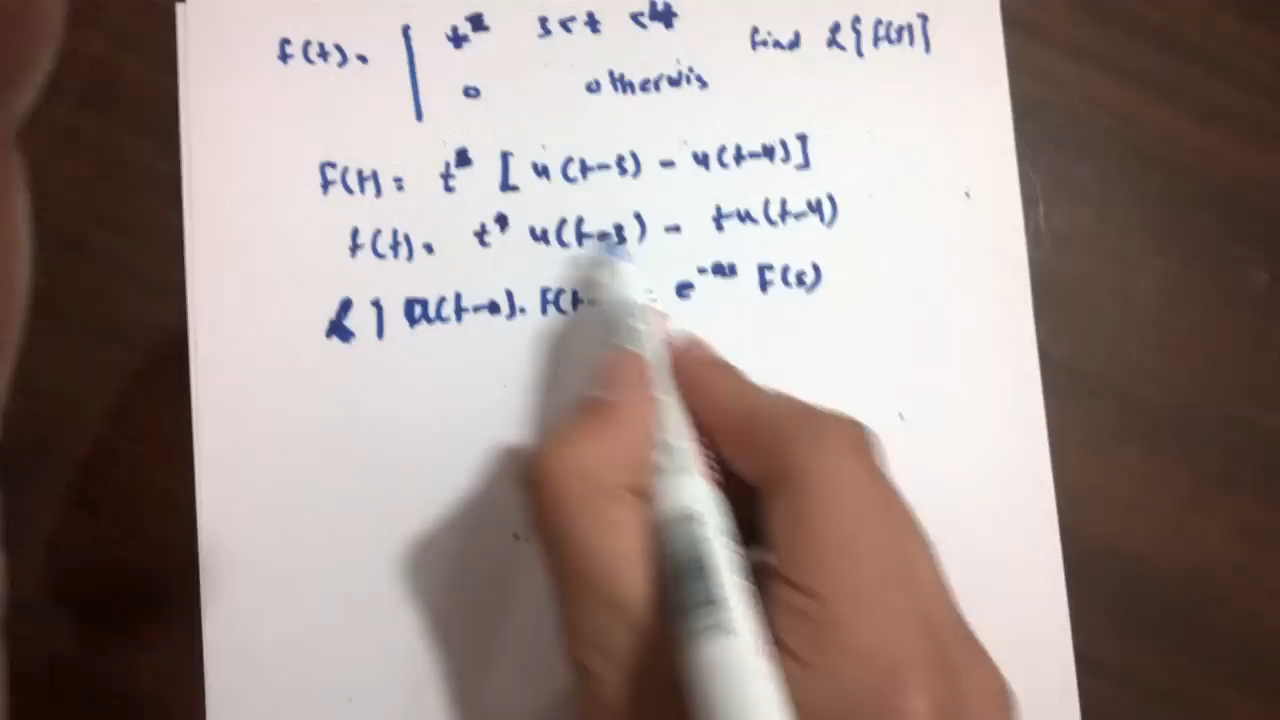 f(t) = { t² 3<t<4 find L{f(t)}
0 otherwis
F(t) = t² [u(t-3) - u(t-4)]
f(t) = t² u(t-3) - t u(t-4)
L } u(t-a). F(t- = e^-as F(s)